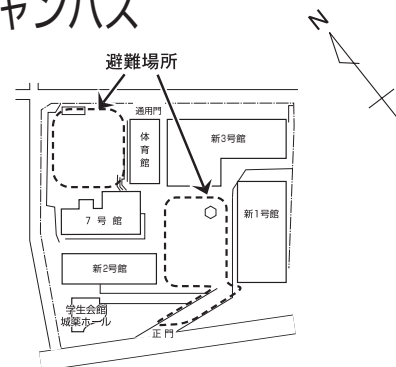 ャンパス
N
避難場所
通用門
体育館
新3号館
新1号館
7号館
新2号館
学生会館
城薬ホール
正門